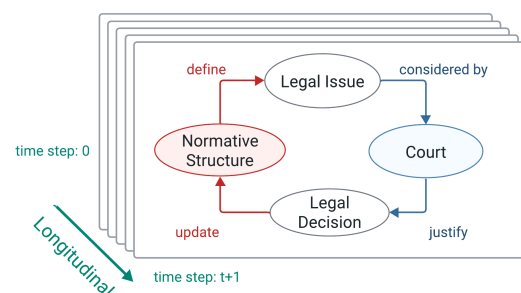 define
Legal Issue
considered by
time step: 0
Normative
Structure
Court
Legal
Decision
update
justify
Longitudinal
time step: t+1